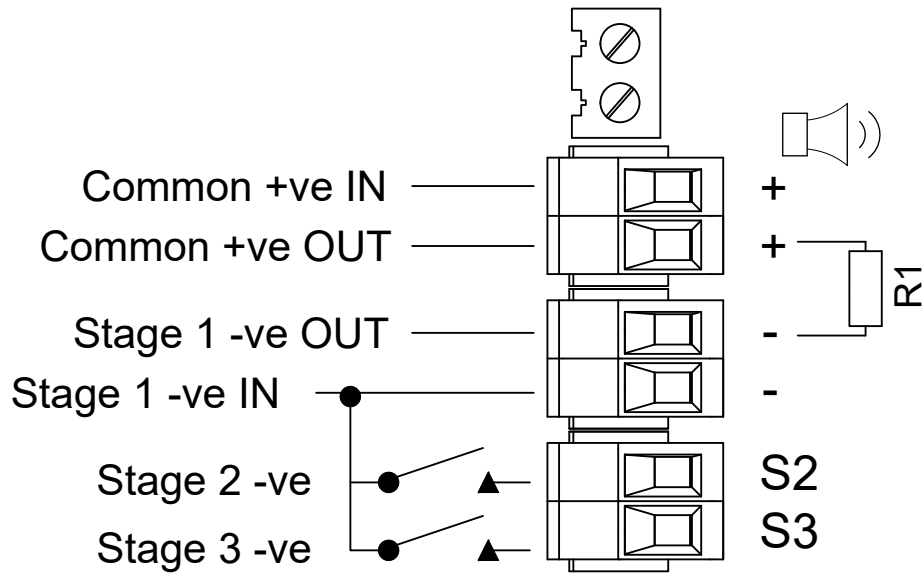 Common +ve IN +
Common +ve OUT +
R1
Stage 1 -ve OUT -
Stage 1 -ve IN -
Stage 2 -ve S2
Stage 3 -ve S3